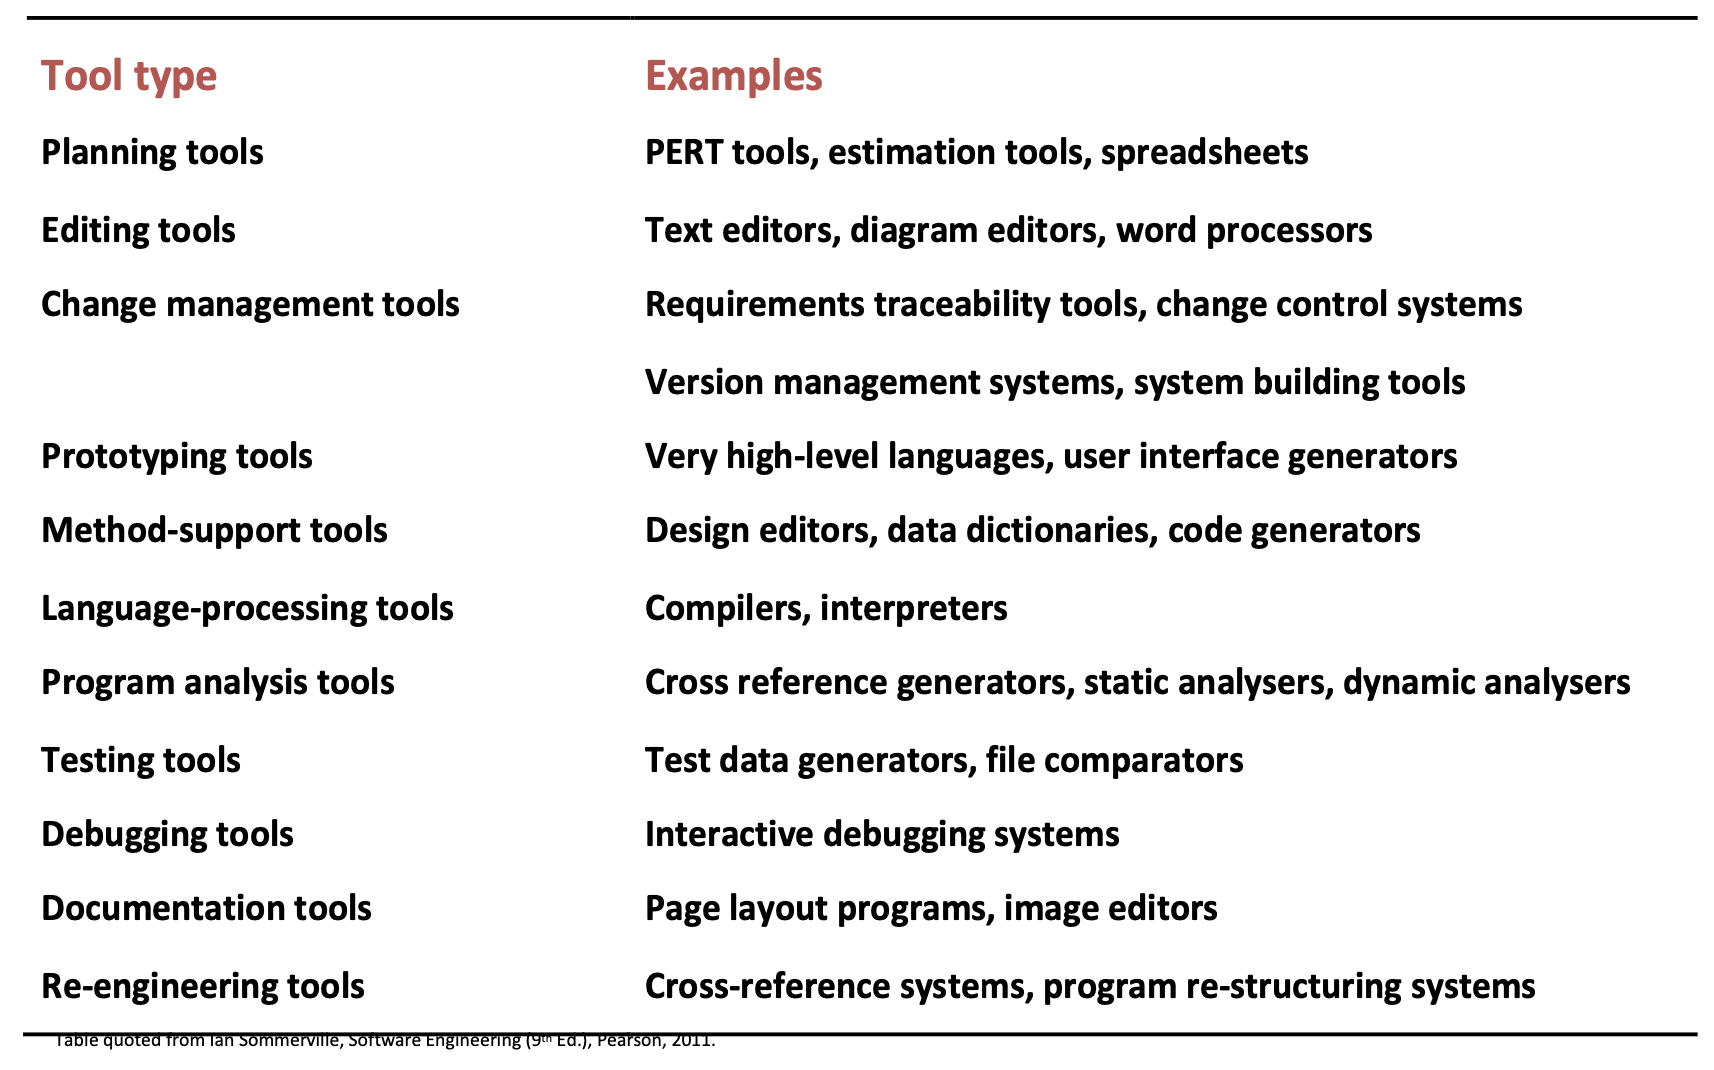 Tool type Examples
Planning tools PERT tools, estimation tools, spreadsheets
Editing tools Text editors, diagram editors, word processors
Change management tools Requirements traceability tools, change control systems
Version management systems, system building tools
Prototyping tools Very high-level languages, user interface generators
Method-support tools Design editors, data dictionaries, code generators
Language-processing tools Compilers, interpreters
Program analysis tools Cross reference generators, static analysers, dynamic analysers
Testing tools Test data generators, file comparators
Debugging tools Interactive debugging systems
Documentation tools Page layout programs, image editors
Re-engineering tools Cross-reference systems, program re-structuring systems
Table quoted from Ian Sommerville, Software Engineering (9th Ed.), Pearson, 2011.